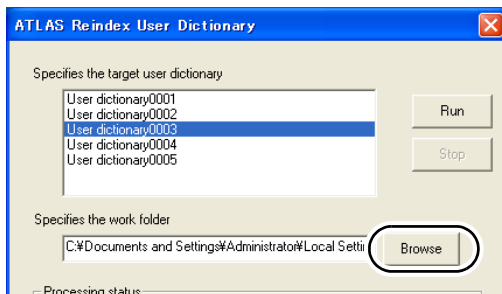 ATLAS Reindex User Dictionary
Specifies the target user dictionary
User dictionary0001
User dictionary0002
User dictionary0003
User dictionary0004
User dictionary0005
Run
Stop
Specifies the work folder
C:¥Documents and Settings¥Administrator¥Local Settin
Browse
Processing status